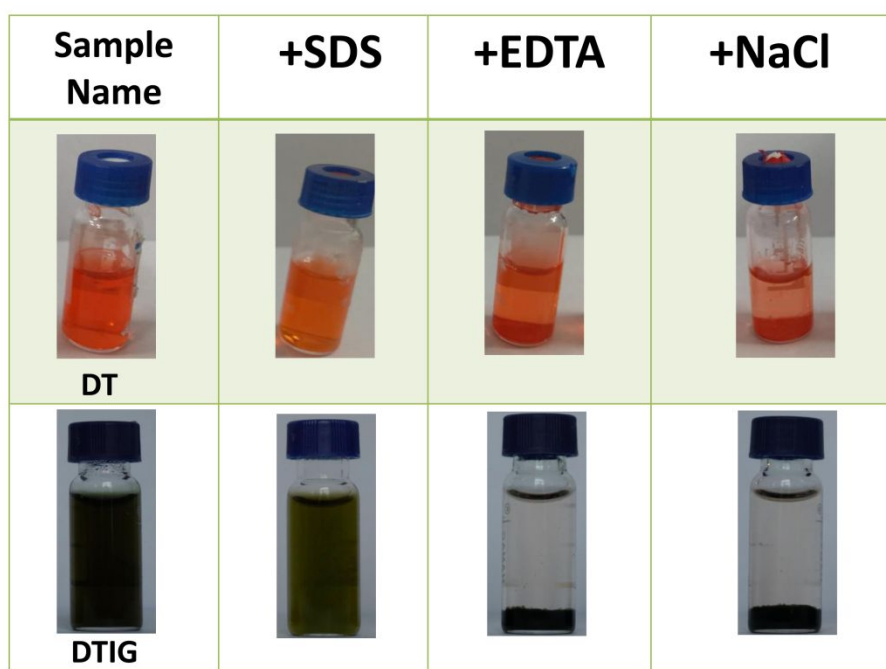 Sample
Name
+SDS
+EDTA
+NaCl
DT
DTIG